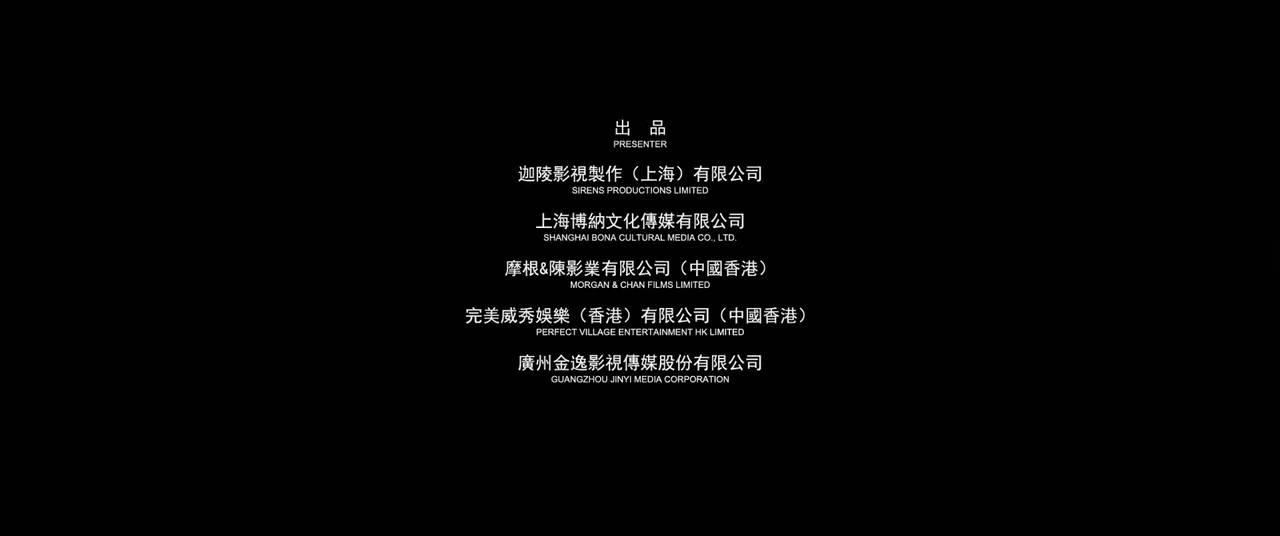 出　品
PRESENTER
迦陵影視製作（上海）有限公司
SIRENS PRODUCTIONS LIMITED
上海博納文化傳媒有限公司
SHANGHAI BONA CULTURAL MEDIA CO., LTD.
摩根&陳影業有限公司（中國香港）
MORGAN & CHAN FILMS LIMITED
完美威秀娛樂（香港）有限公司（中國香港）
PERFECT VILLAGE ENTERTAINMENT HK LIMITED
廣州金逸影視傳媒股份有限公司
GUANGZHOU JINYI MEDIA CORPORATION